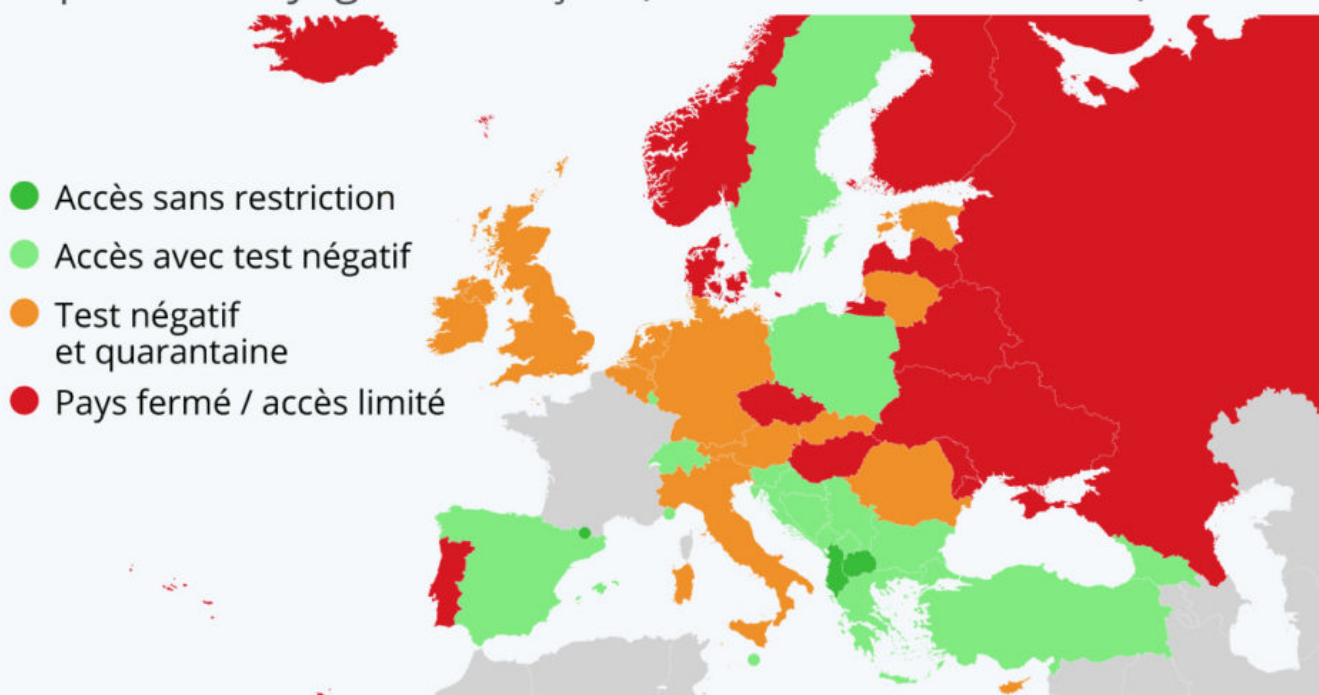 Accès sans restriction
Accès avec test négatif
Test négatif
et quarantaine
Pays fermé / accès limité